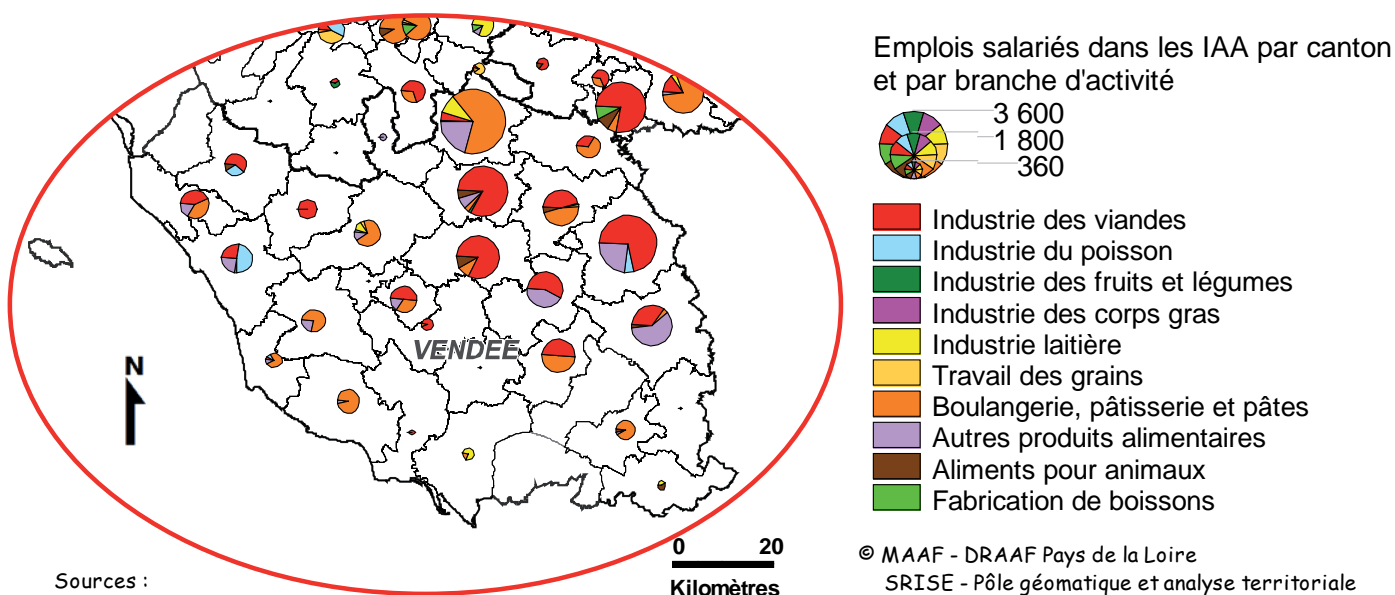 Emplois salariés dans les IAA par canton
et par branche d'activité
3 600
1 800
360
Industrie des viandes
Industrie du poisson
Industrie des fruits et légumes
Industrie des corps gras
Industrie laitière
Travail des grains
Boulangerie, pâtisserie et pâtes
Autres produits alimentaires
Aliments pour animaux
Fabrication de boissons
VENDEE
N
0 20
Kilomètres
Sources :
© MAAF - DRAAF Pays de la Loire
SRISE - Pôle géomatique et analyse territoriale